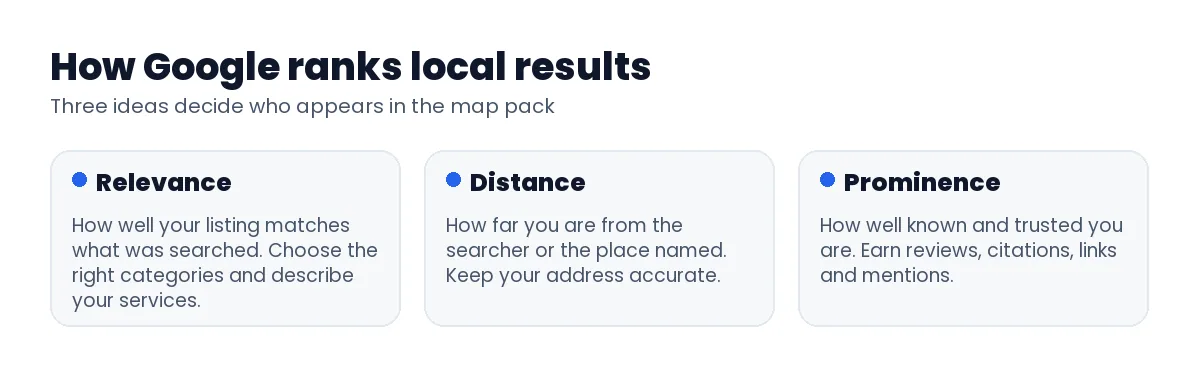 How Google ranks local results
Three ideas decide who appears in the map pack
Relevance
How well your listing matches
what was searched. Choose the
right categories and describe
your services.
Distance
How far you are from the
searcher or the place named.
Keep your address accurate.
Prominence
How well known and trusted you
are. Earn reviews, citations, links
and mentions.